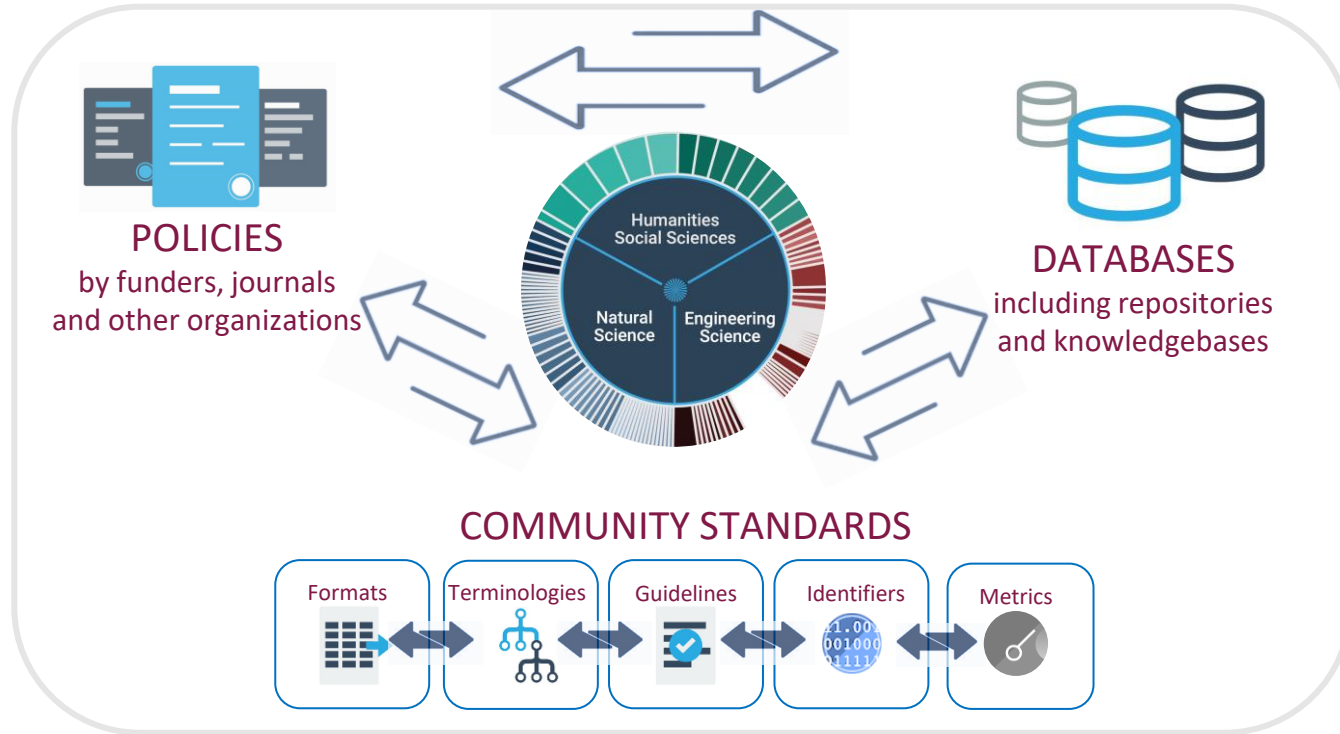 POLICIES
by funders, journals
and other organizations
Humanities
Social Sciences
Natural
Science
Engineering
Science
DATABASES
including repositories
and knowledgebases
COMMUNITY STANDARDS
Formats
Terminologies
Guidelines
Identifiers
Metrics
001000